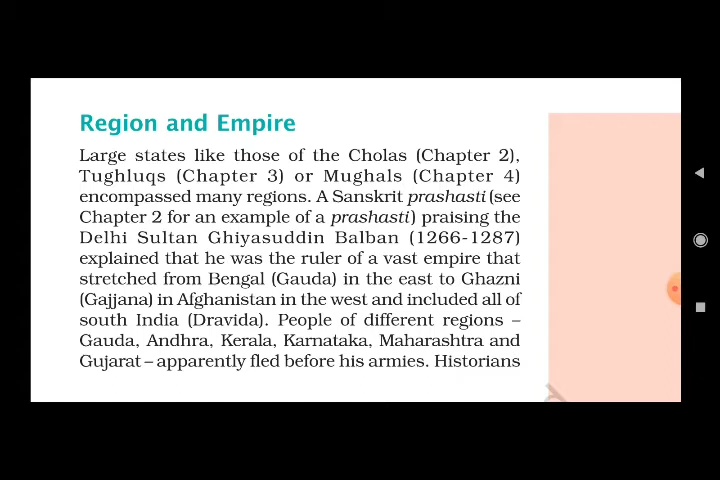 Region and Empire
Large states like those of the Cholas (Chapter 2),
Tughluqs (Chapter 3) or Mughals (Chapter 4)
encompassed many regions. A Sanskrit prashasti (see
Chapter 2 for an example of a prashasti) praising the
Delhi Sultan Ghiyasuddin Balban (1266-1287)
explained that he was the ruler of a vast empire that
stretched from Bengal (Gauda) in the east to Ghazni
(Gajjana) in Afghanistan in the west and included all of
south India (Dravida). People of different regions –
Gauda, Andhra, Kerala, Karnataka, Maharashtra and
Gujarat – apparently fled before his armies. Historians